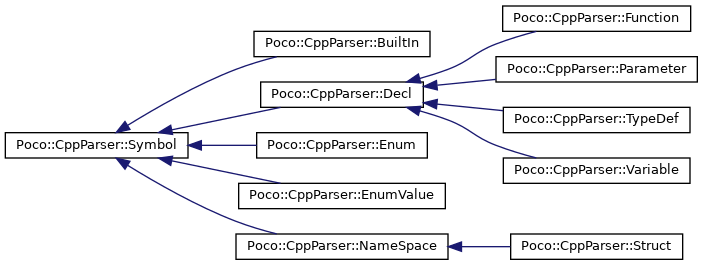 Poco::CppParser::Symbol
Poco::CppParser::BuiltIn
Poco::CppParser::Decl
Poco::CppParser::Enum
Poco::CppParser::EnumValue
Poco::CppParser::NameSpace
Poco::CppParser::Function
Poco::CppParser::Parameter
Poco::CppParser::TypeDef
Poco::CppParser::Variable
Poco::CppParser::Struct